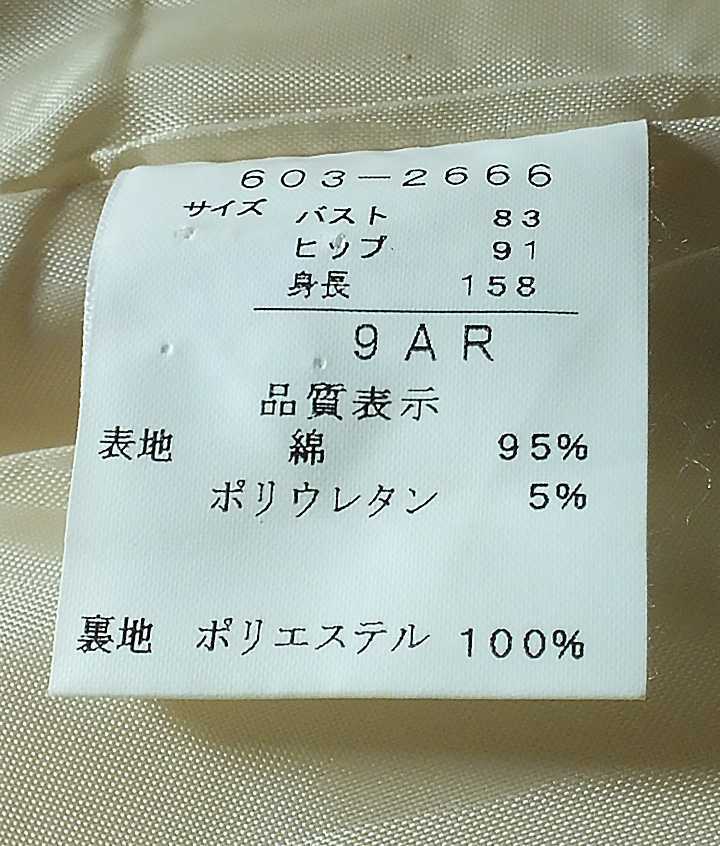 603-2666
サイズ バスト 83
ヒップ 91
身長 158
9AR
品質表示
表地 綿 95%
ポリウレタン 5%
裏地 ポリエステル 100%